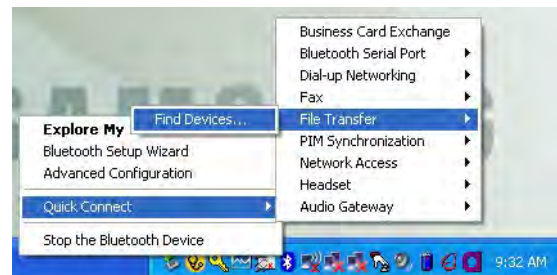 Business Card Exchange
Bluetooth Serial Port
Dial-up Networking
Fax
File Transfer
PIM Synchronization
Network Access
Headset
Audio Gateway
Find Devices...
Explore My
Bluetooth Setup Wizard
Advanced Configuration
Quick Connect
Stop the Bluetooth Device
9:32 AM